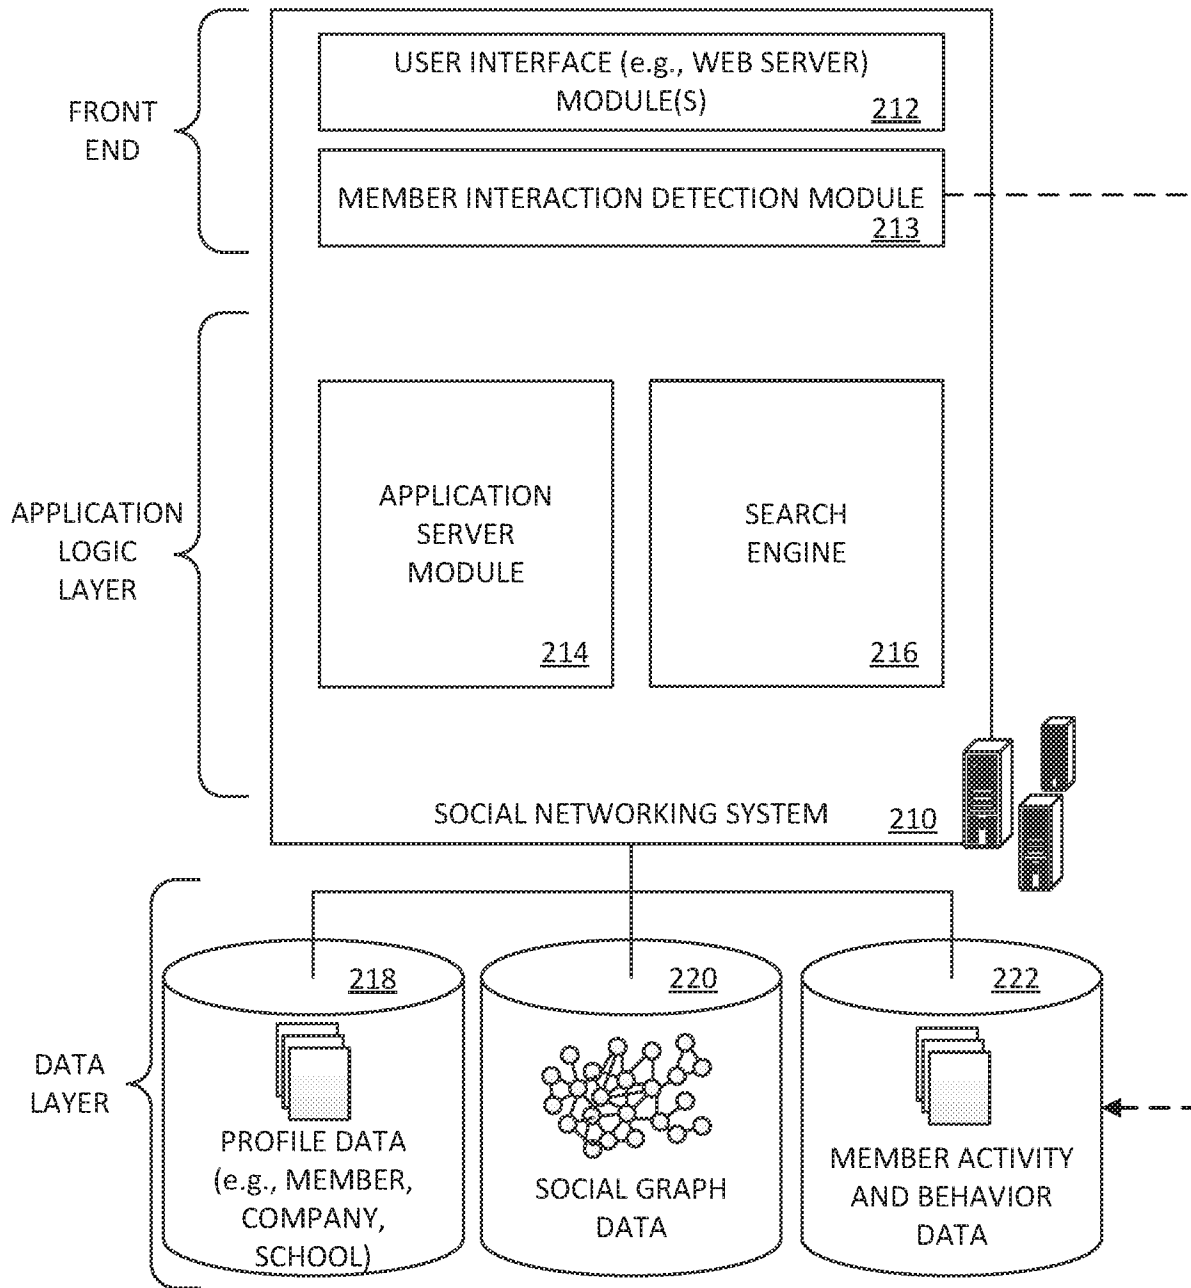 FRONT
END
USER INTERFACE (e.g., WEB SERVER)
MODULE(S)
212
MEMBER INTERACTION DETECTION MODULE
213
APPLICATION
LOGIC
LAYER
APPLICATION
SERVER
MODULE
214
SEARCH
ENGINE
216
SOCIAL NETWORKING SYSTEM
210
DATA
LAYER
218
PROFILE DATA
(e.g., MEMBER,
COMPANY,
SCHOOL)
220
SOCIAL GRAPH
DATA
222
MEMBER ACTIVITY
AND BEHAVIOR
DATA